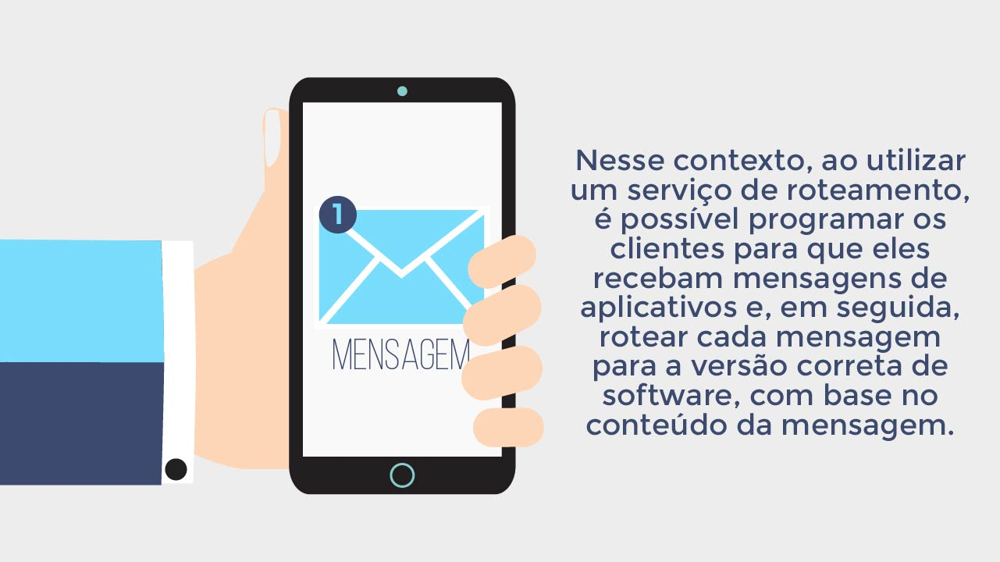 1
MENSAGEM
Nesse contexto, ao utilizar
um serviço de roteamento,
é possível programar os
clientes para que eles
recebam mensagens de
aplicativos e, em seguida,
rotear cada mensagem
para a versão correta de
software, com base no
conteúdo da mensagem.